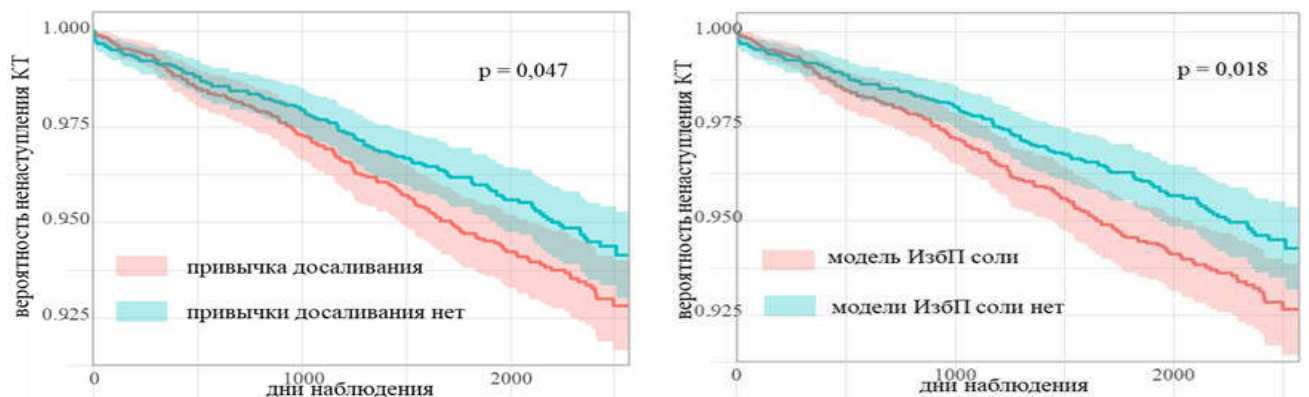 вероятность ненаступления КТ
1.000
0.975
0.950
0.925
p = 0,047
привычка досаливания
привычки досаливания нет
0
1000
2000
дни наблюдения
вероятность ненаступления КТ
1.000
0.975
0.950
0.925
p = 0,018
модель ИзбП соли
модели ИзбП соли нет
0
1000
2000
дни наблюдения